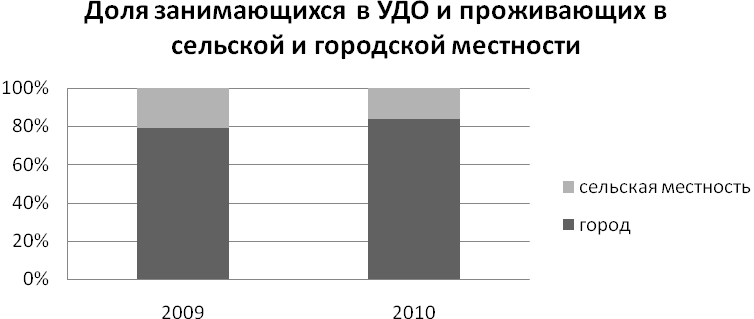 Доля занимающихся в УДО и проживающих в
сельской и городской местности
100%
80%
60%
40%
20%
0%
2009
2010
сельская местность
город